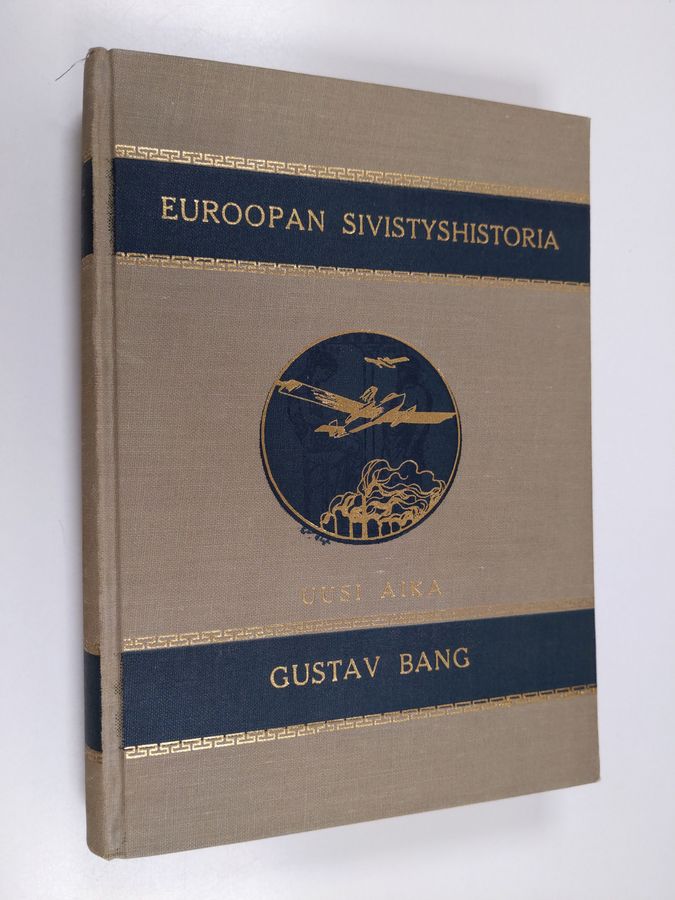 EUROOPAN SIVISTYSHISTORIA
UUSI AIKA
GUSTAV BANG